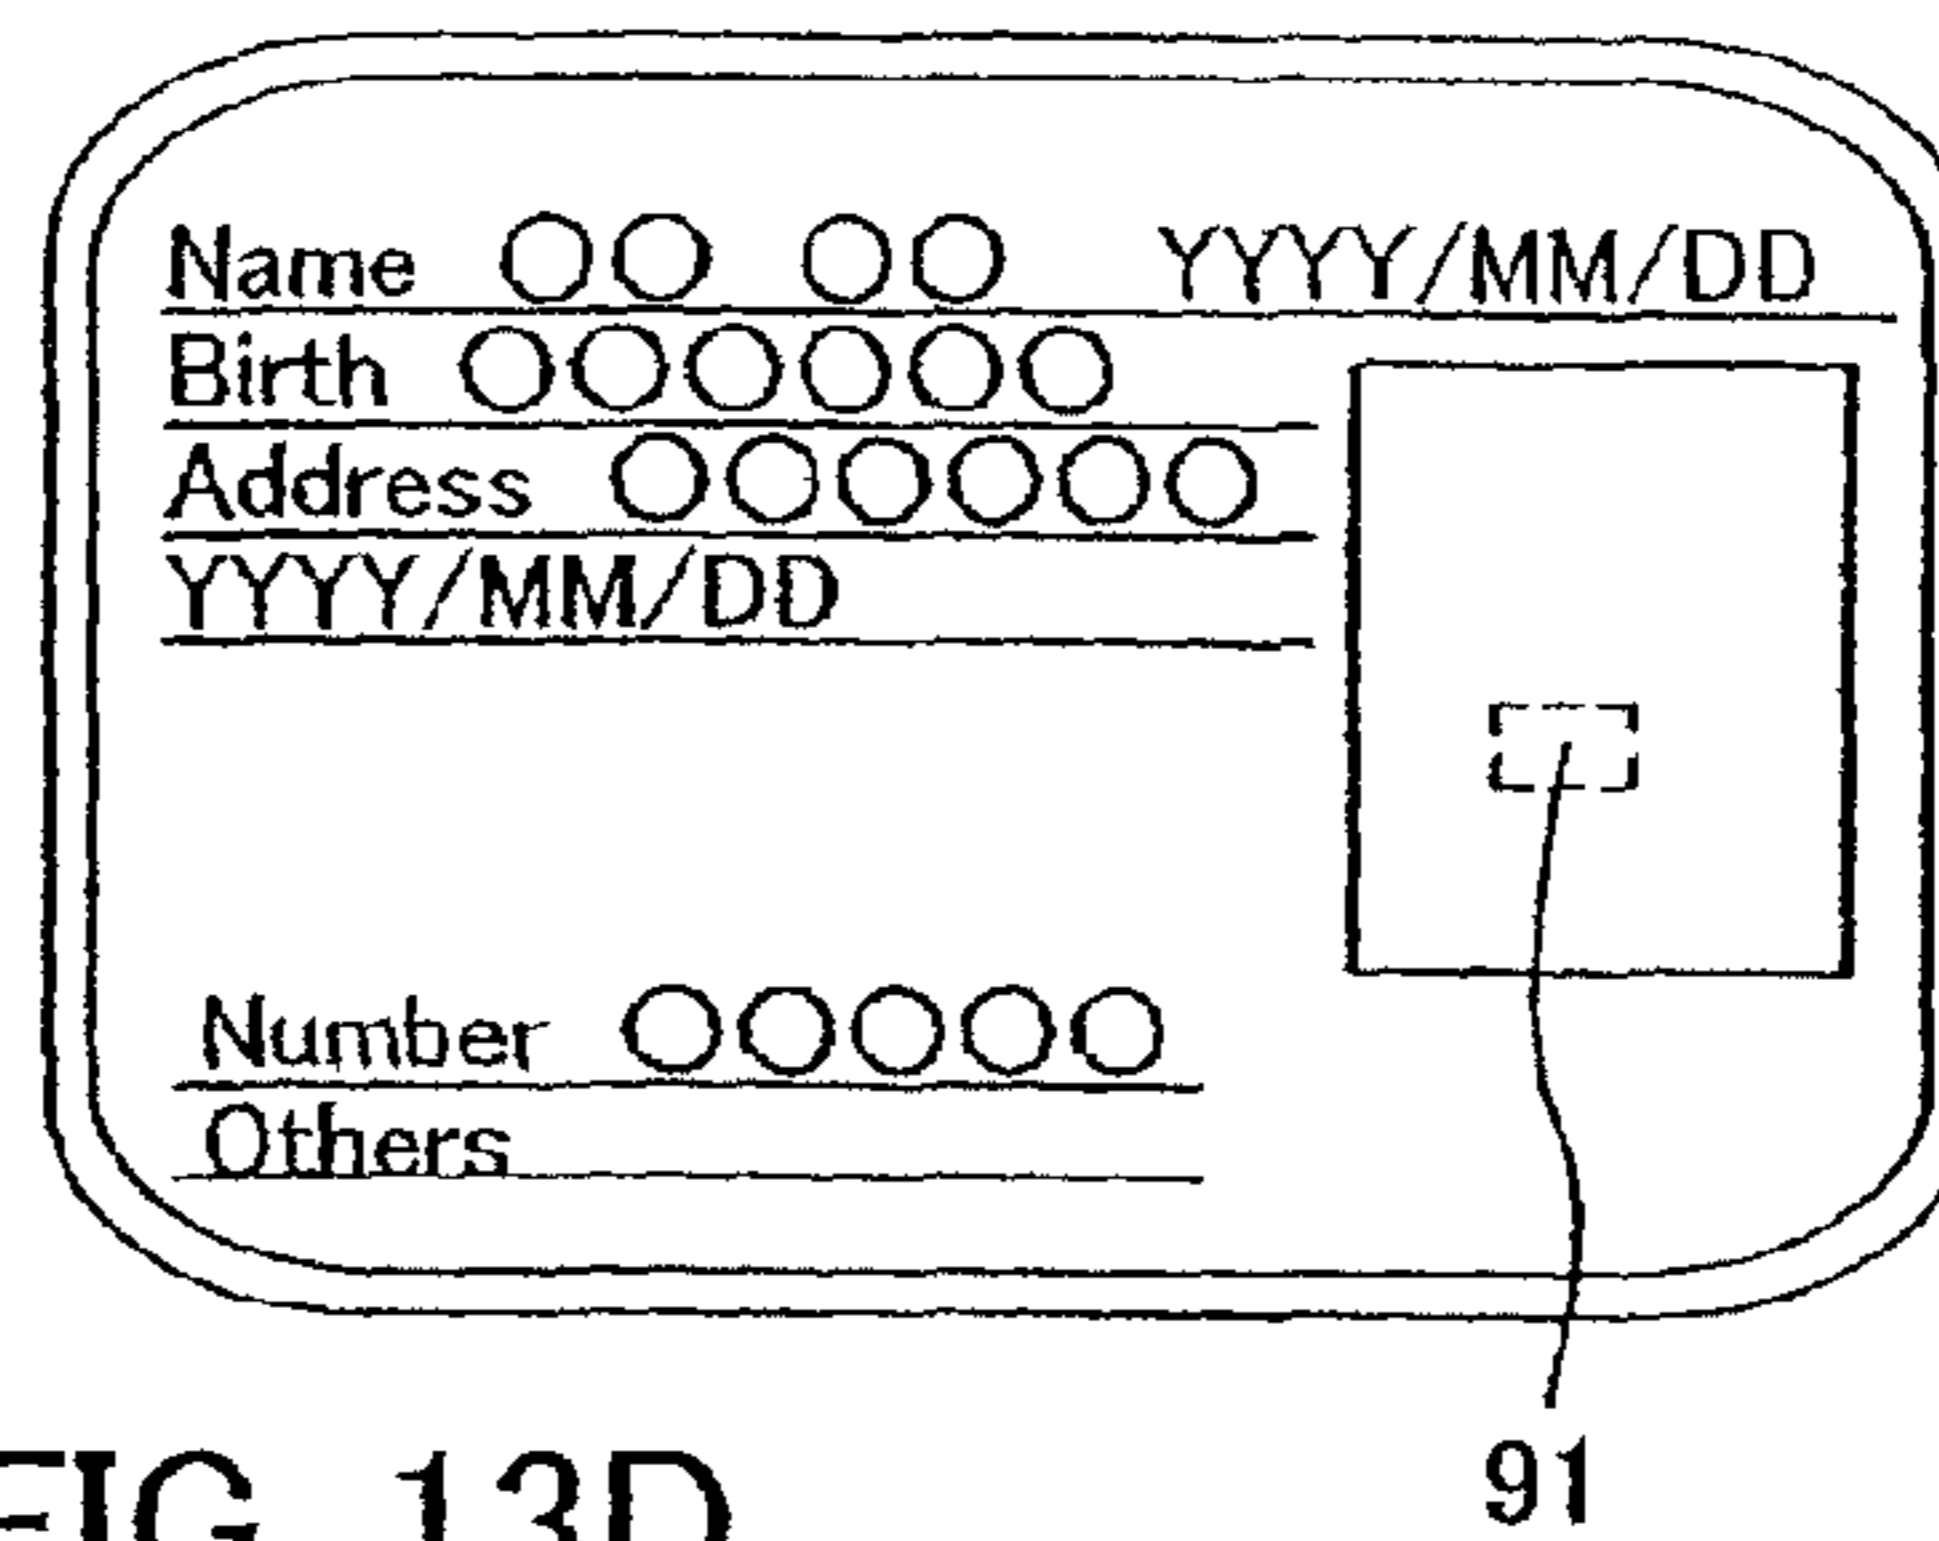 Name ○○ ○○ YYYY/MM/DD
Birth ○○○○○○
Address ○○○○○○
YYYY/MM/DD
Number ○○○○○
Others
91
FIG. 13D